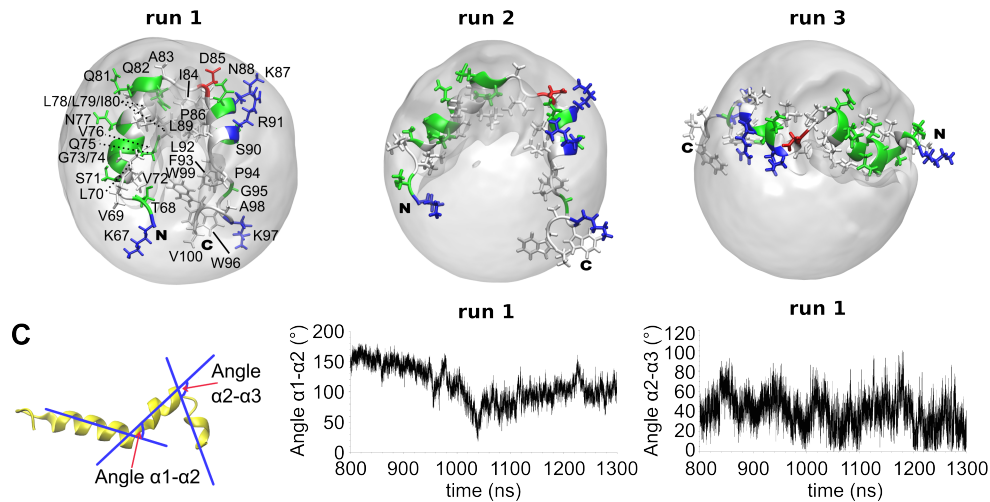 run 1
run 2
run 3
A83
D85
Q81
Q82
I84
N88
K87
L78/L79/I80
P86
N77
L89
R91
V76
Q75
L92
S90
G73/74
F93
W99
S71
V72
P94
L70
G95
V69
T68
A98
K67
N
C
K97
V100
W96
N
C
C
N
C
Angle
α2-α3
Angle α1-α2
run 1
Angle α1-α2 (°)
200
150
100
50
0
800 900 1000 1100 1200 1300
time (ns)
run 1
Angle α2-α3 (°)
120
100
80
60
40
20
0
800 900 1000 1100 1200 1300
time (ns)